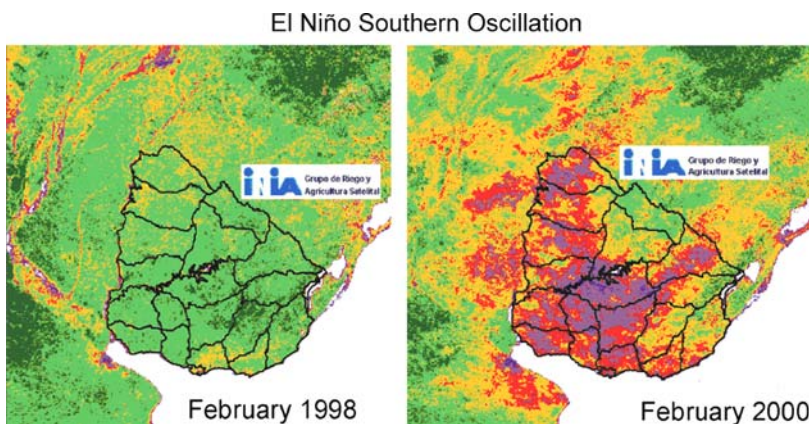 El Niño Southern Oscillation
INIA
Grupo de Riego y
Agricultura Satelital
INIA
Grupo de Riego y
Agricultura Satelital
February 1998
February 2000